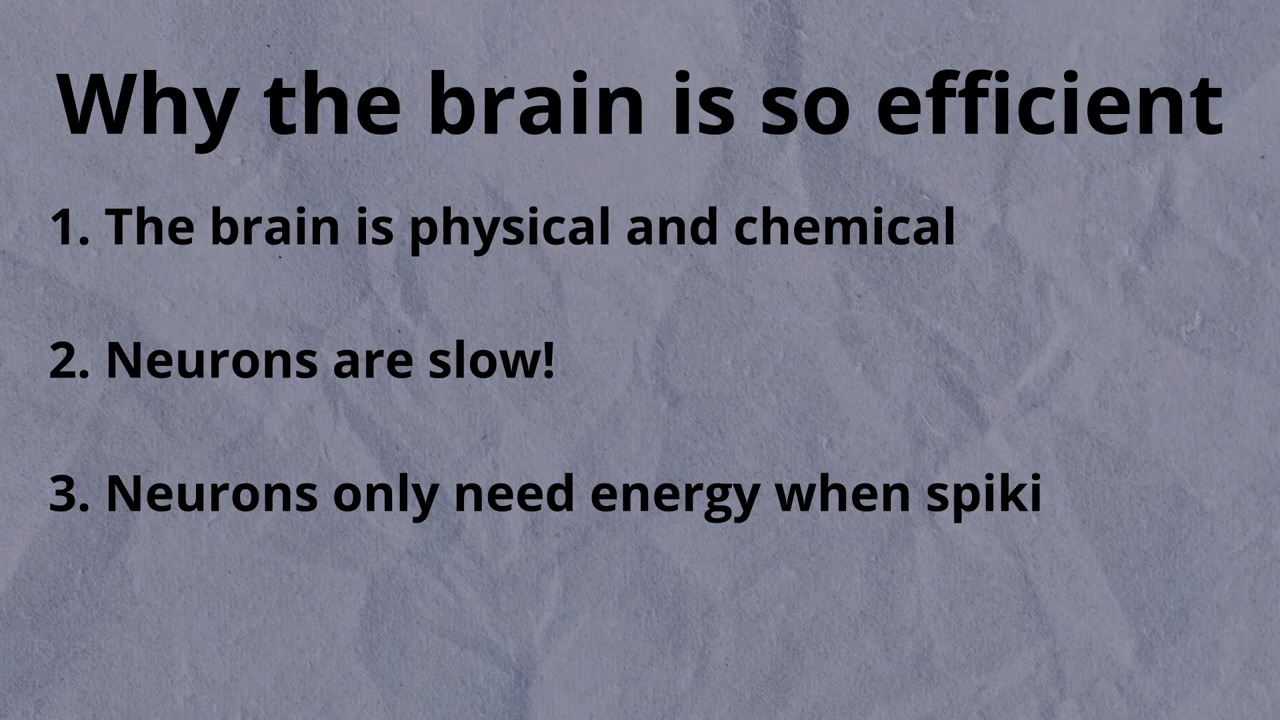 Why the brain is so efficient
1. The brain is physical and chemical
2. Neurons are slow!
3. Neurons only need energy when spiki